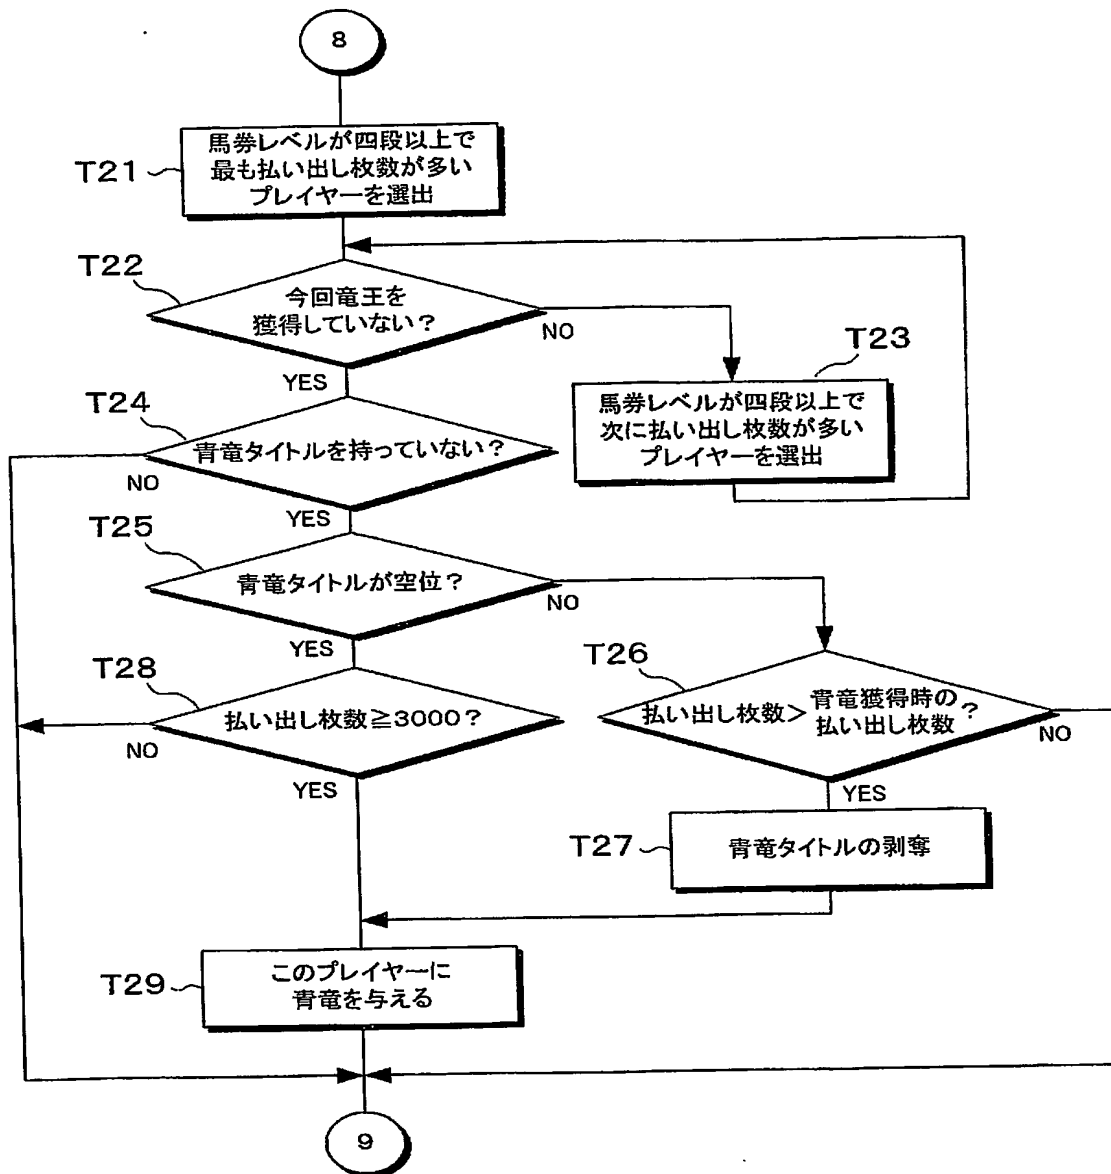 8
T21
馬券レベルが四段以上で
最も払い出し枚数が多い
プレイヤーを選出
T22
今回竜王を
獲得していない?
NO
YES
T23
馬券レベルが四段以上で
次に払い出し枚数が多い
プレイヤーを選出
T24
青竜タイトルを持っていない?
NO
YES
T25
青竜タイトルが空位?
NO
YES
T26
払い出し枚数>青竜獲得時の
払い出し枚数?
NO
YES
T28
払い出し枚数≧3000?
NO
YES
T27
青竜タイトルの剥奪
T29
このプレイヤーに
青竜を与える
9